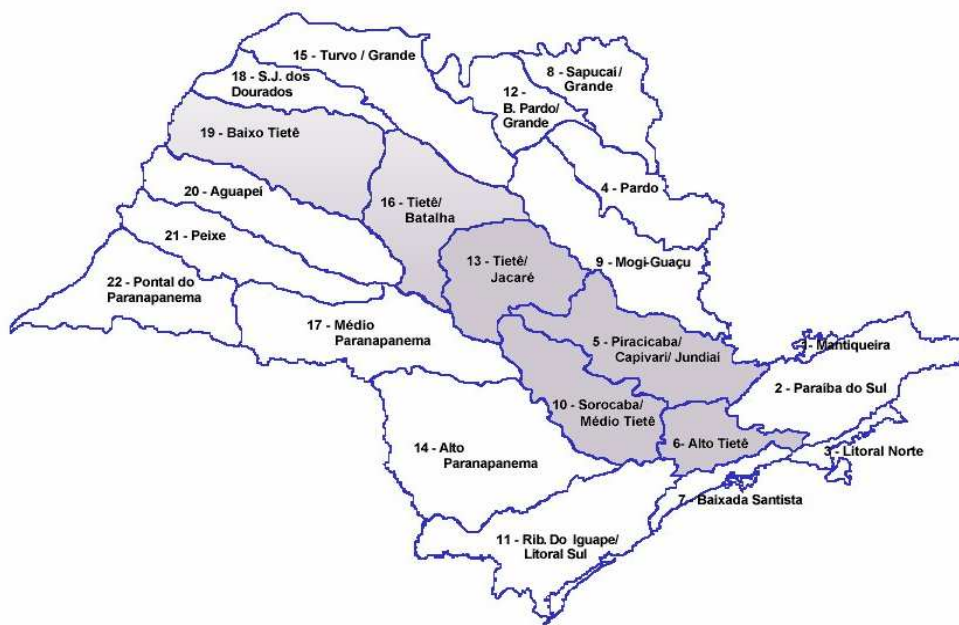 15 - Turvo / Grande
8 - Sapucaí/
Grande
18 - S.J. dos
Dourados
12 -
B. Pardo/
Grande
19 - Baixo Tietê
4 - Pardo
20 - Aguapeí
16 - Tietê/
Batalha
21 - Peixe
13 - Tietê/
Jacaré
9 - Mogi-Guaçu
22 - Pontal do
Paranapanema
17 - Médio
Paranapanema
5 - Piracicaba/
Capivari/ Jundiaí
1- Mantiqueira
2 - Paraíba do Sul
10 - Sorocaba/
Médio Tietê
6- Alto Tietê
14 - Alto
Paranapanema
3 - Litoral Norte
7 - Baixada Santista
11 - Rib. Do Iguape/
Litoral Sul